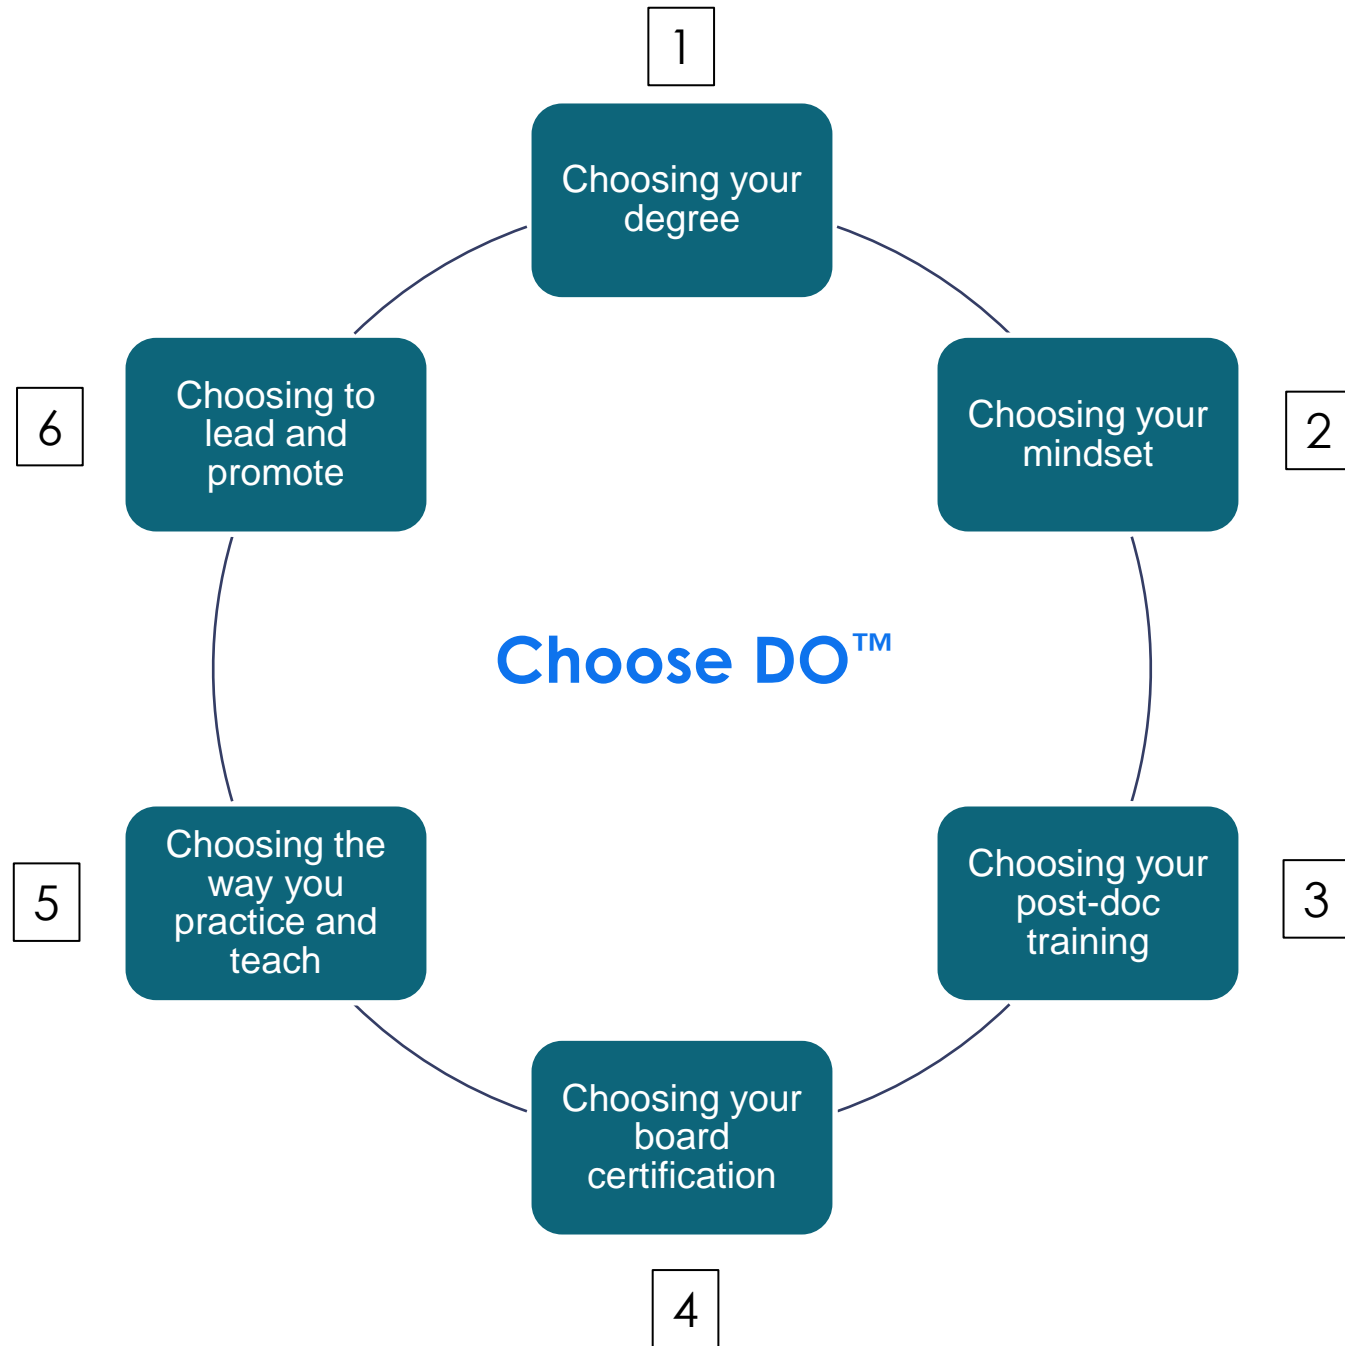 1
Choosing your
degree
2
Choosing your
mindset
3
Choosing your
post-doc
training
4
Choosing your
board
certification
5
Choosing the
way you
practice and
teach
6
Choosing to
lead and
promote
Choose DO™